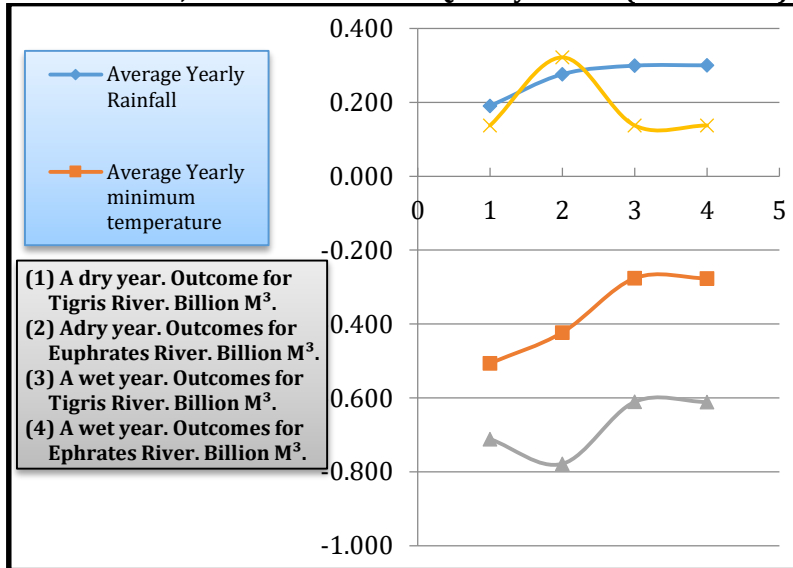 Average Yearly
Rainfall
Average Yearly
minimum
temperature
(1) A dry year. Outcome for
Tigris River. Billion M³.
(2) Adry year. Outcomes for
Euphrates River. Billion M³.
(3) A wet year. Outcomes for
Tigris River. Billion M³.
(4) A wet year. Outcomes for
Ephrates River. Billion M³.
0.400
0.200
0.000
-0.200
-0.400
-0.600
-0.800
-1.000
0 1 2 3 4 5